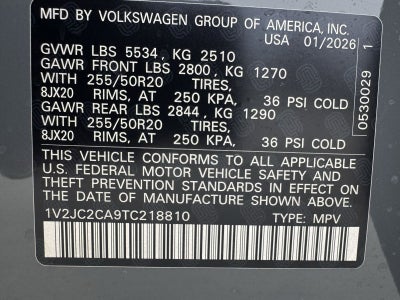 MFD BY VOLKSWAGEN GROUP OF AMERICA, INC.
USA 01/2026
GVWR LBS 5534, KG 2510
GAWR FRONT LBS 2800, KG 1270
WITH 255/50R20 TIRES,
8JX20 RIMS, AT 250 KPA, 36 PSI COLD
GAWR REAR LBS 2844, KG 1290
WITH 255/50R20 TIRES,
8JX20 RIMS, AT 250 KPA, 36 PSI COLD
THIS VEHICLE CONFORMS TO ALL APPLICABLE
U.S. FEDERAL MOTOR VEHICLE SAFETY AND
THEFT PREVENTION STANDARDS IN EFFECT ON
THE DATE OF MANUFACTURE SHOWN ABOVE.
1V2JC2CA9TC218810 TYPE: MPV
0530029 1